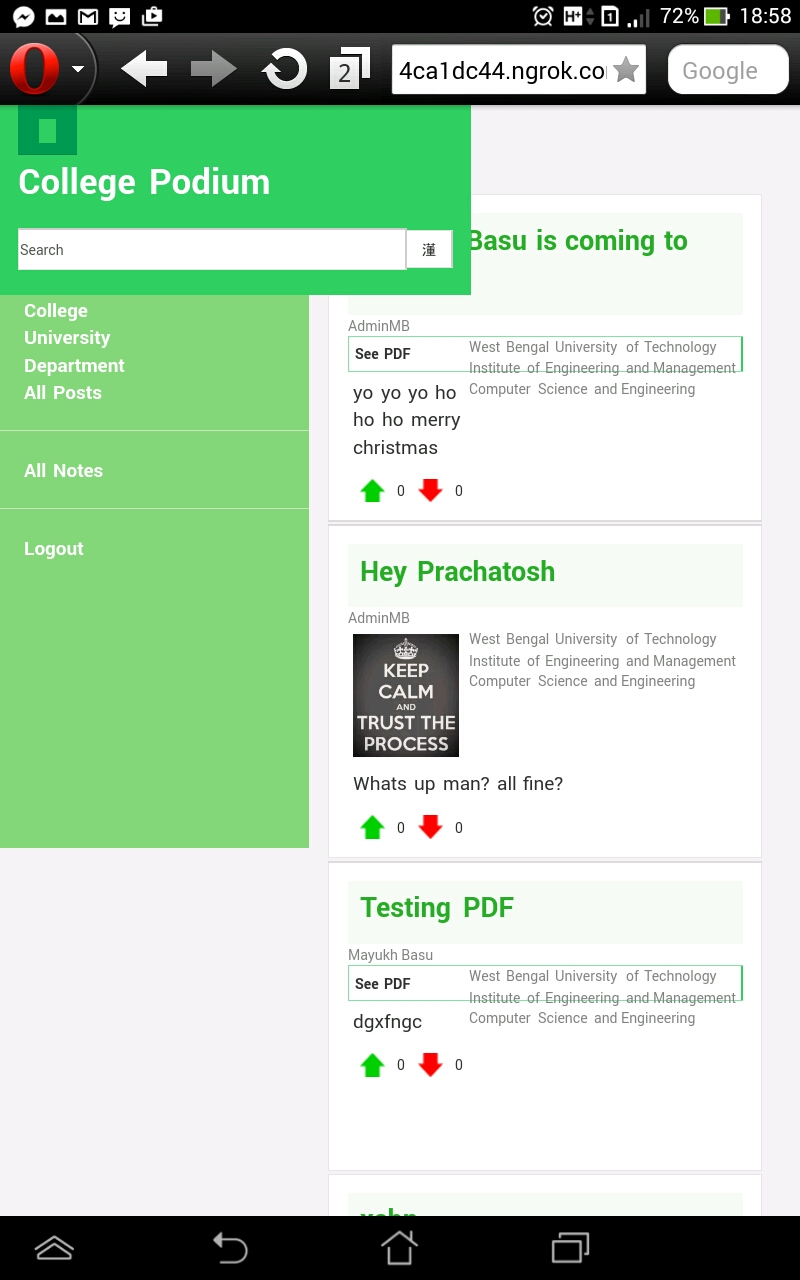 72% 18:58
2 4ca1dc44.ngrok.co Google
College Podium
Search 漢
College
University
Department
All Posts
All Notes
Logout
Basu is coming to
AdminMB
See PDF
West Bengal University of Technology
Institute of Engineering and Management
Computer Science and Engineering
yo yo yo ho
ho ho merry
christmas
0 0
Hey Prachatosh
AdminMB
KEEP
CALM
AND
TRUST THE
PROCESS
West Bengal University of Technology
Institute of Engineering and Management
Computer Science and Engineering
Whats up man? all fine?
0 0
Testing PDF
Mayukh Basu
See PDF
West Bengal University of Technology
Institute of Engineering and Management
Computer Science and Engineering
dgxfngc
0 0